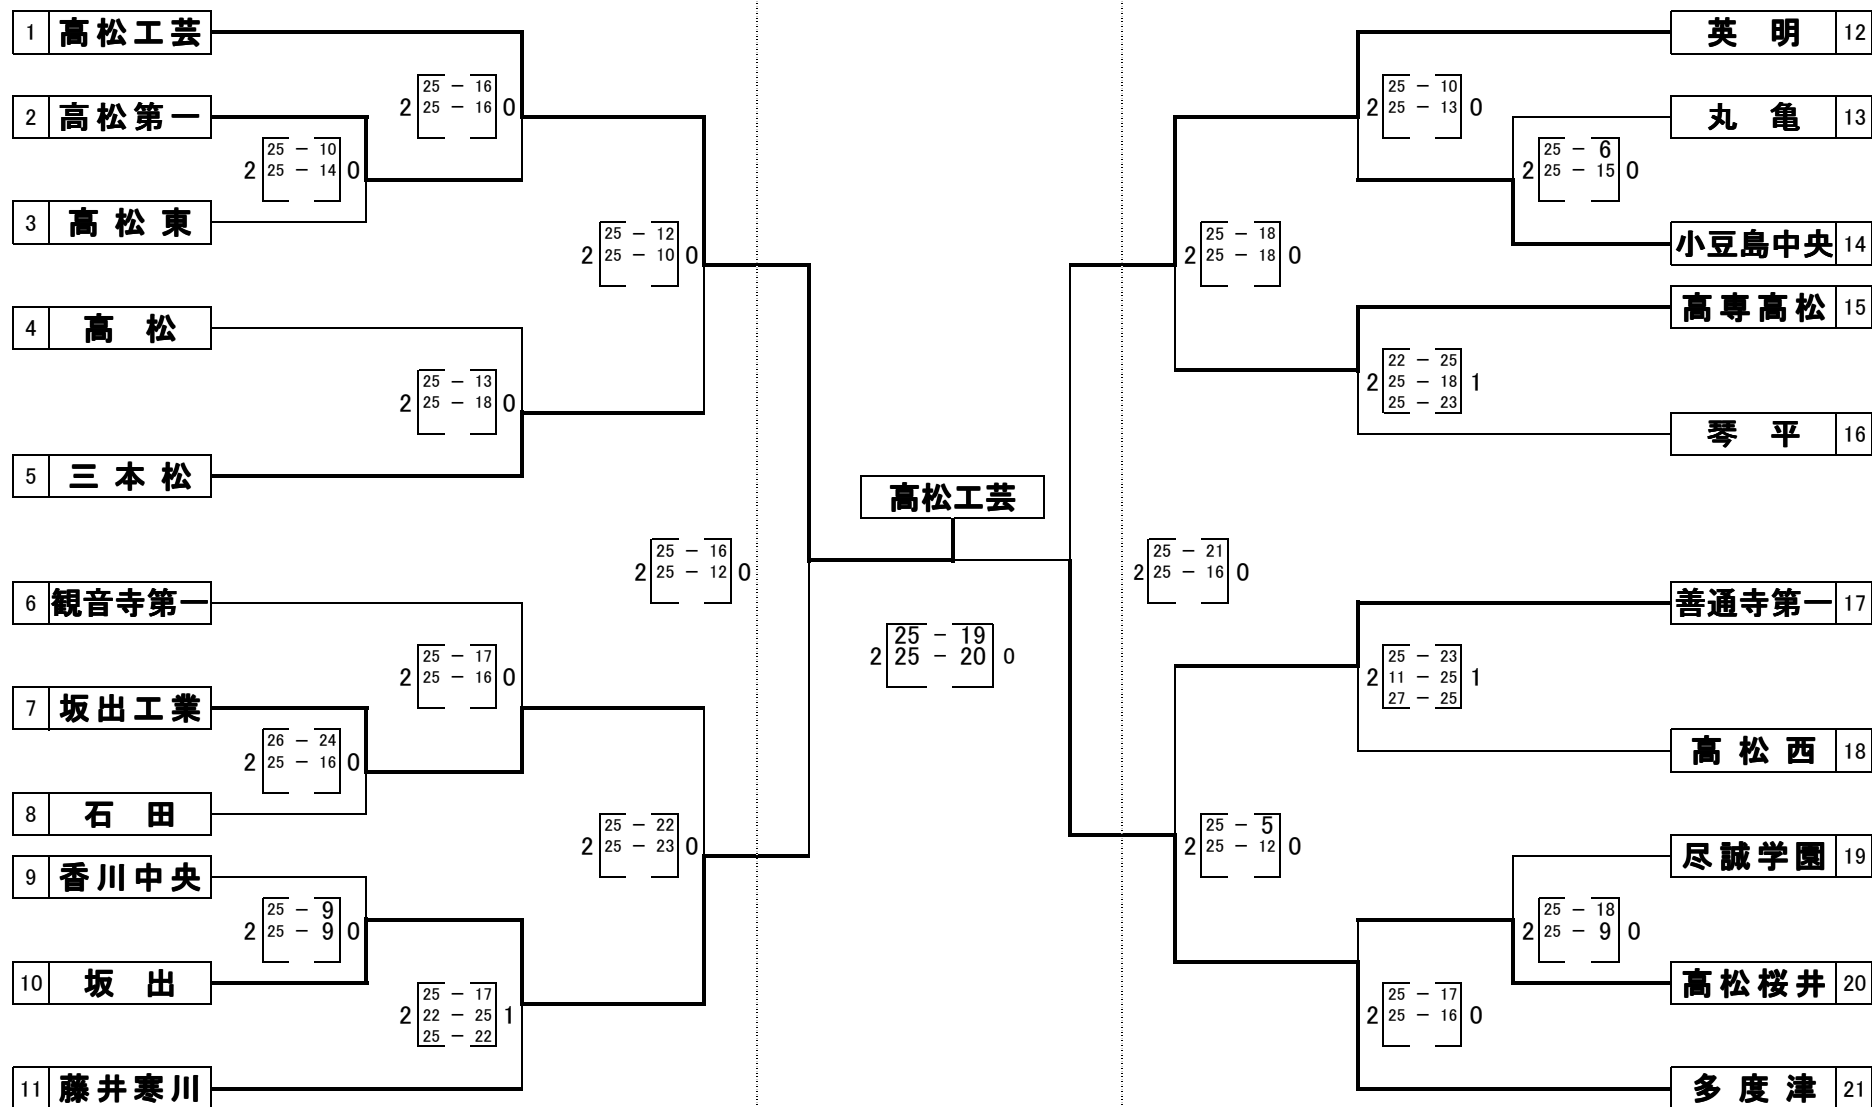 1 高松工芸
2 高松第一
3 高松東
4 高松
5 三本松
6 観音寺第一
7 坂出工業
8 石田
9 香川中央
10 坂出
11 藤井寒川
2 25 － 16 0
25 － 16
2 25 － 10 0
25 － 14
2 25 － 13 0
25 － 18
2 25 － 17 0
25 － 16
2 26 － 24 0
25 － 16
2 25 － 9 0
25 － 9
2 25 － 17 1
22 － 25
25 － 22
2 25 － 12 0
25 － 10
2 25 － 22 0
25 － 23
2 25 － 16 0
25 － 12
高松工芸
2 25 － 19 0
25 － 20
2 25 － 21 0
25 － 16
2 25 － 18 0
25 － 18
2 25 － 5 0
25 － 12
2 25 － 10 0
25 － 13
2 25 － 6 0
25 － 15
2 22 － 25 1
25 － 18
25 － 23
2 25 － 23 1
11 － 25
27 － 25
2 25 － 18 0
25 － 9
2 25 － 17 0
25 － 16
英明 12
丸亀 13
小豆島中央 14
高専高松 15
琴平 16
善通寺第一 17
高松西 18
尽誠学園 19
高松桜井 20
多度津 21